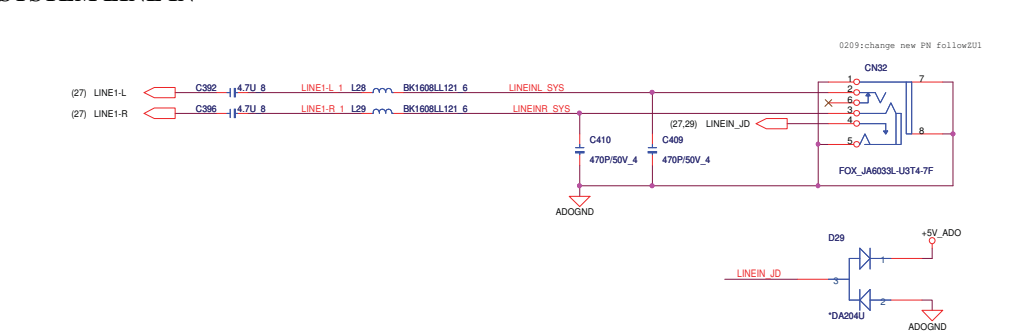 0209:change new PN followZU1
CN32
(27) LINE1-L C392 4.7U_8 LINE1-L_1 L28 BK1608LL121_6 LINEINL_SYS 1 7
2
6
(27) LINE1-R C396 4.7U_8 LINE1-R_1 L29 BK1608LL121_6 LINEINR_SYS 3
(27,29) LINEIN_JD 4
8
C410 C409 5
470P/50V_4 470P/50V_4
FOX_JA6033L-U3T4-7F
ADOGND
+5V_ADO
D29
1
LINEIN_JD 3
2
*DA204U
ADOGND